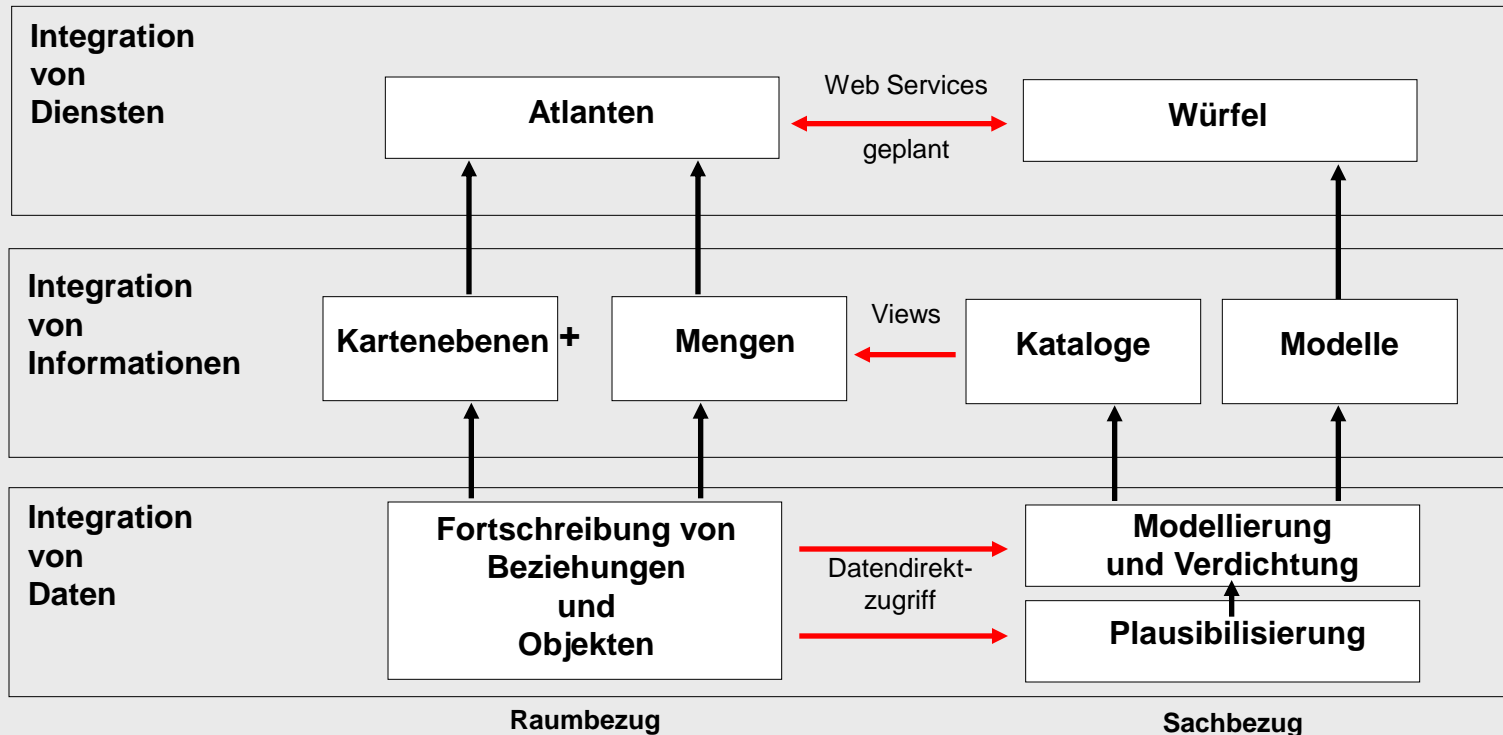 Integration
von
Diensten
Atlanten
Web Services
geplant
Würfel
Integration
von
Informationen
Kartenebenen
+
Mengen
Views
Kataloge
Modelle
Integration
von
Daten
Fortschreibung von
Beziehungen
und
Objekten
Datendirekt-
zugriff
Modellierung
und Verdichtung
Plausibilisierung
Raumbezug
Sachbezug